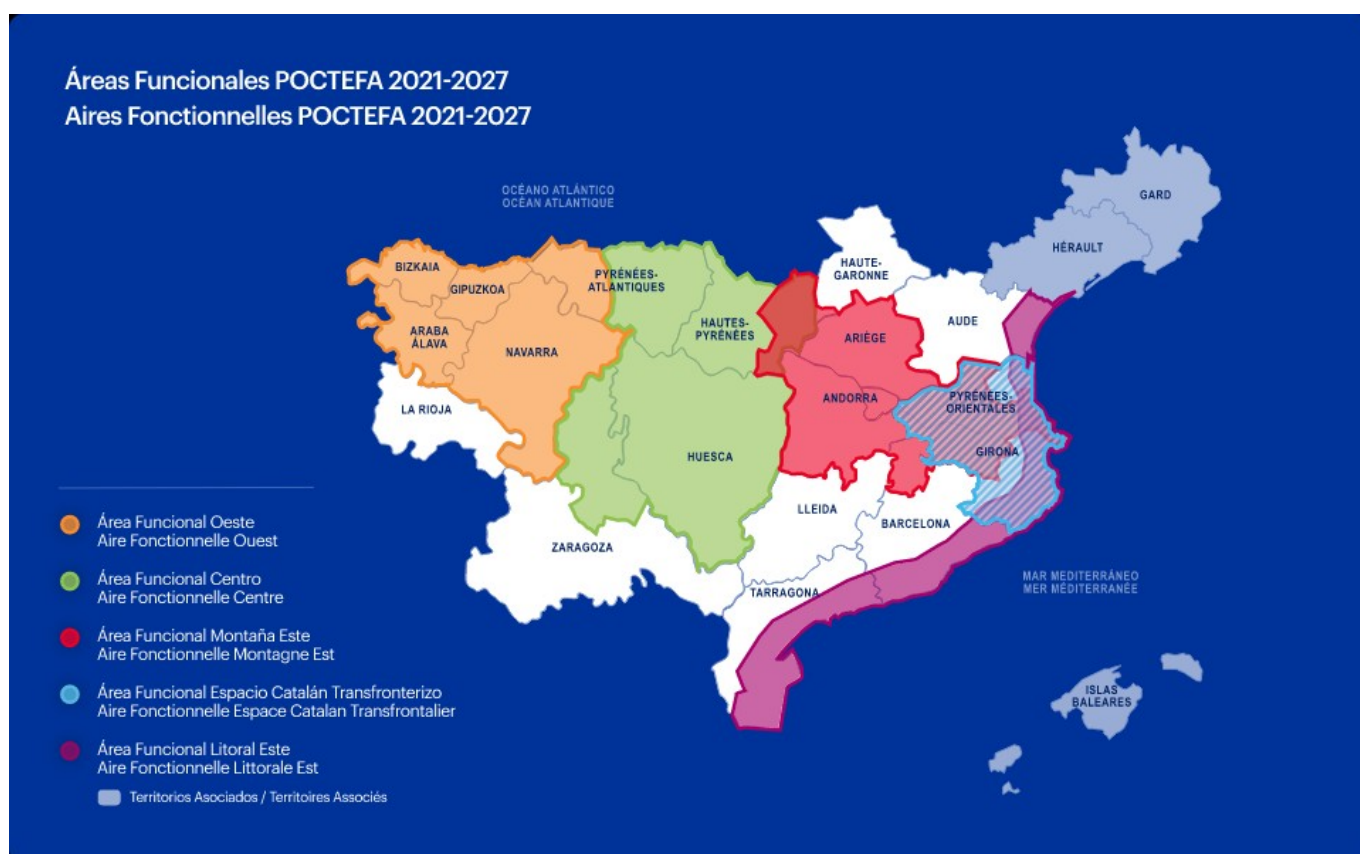 Áreas Funcionales POCTEFA 2021-2027
Aires Fonctionnelles POCTEFA 2021-2027
OCÉANO ATLÁNTICO
OCÉAN ATLANTIQUE
GARD
HÉRAULT
HAUTE-
GARONNE
BIZKAIA
GIPUZKOA
PYRÉNÉES-
ATLANTIQUES
ARABA
ÁLAVA
NAVARRA
HAUTES-
PYRÉNÉES
ARIÈGE
AUDE
LA RIOJA
ANDORRA
PYRÉNÉES-
ORIENTALES
HUESCA
GIRONA
LLEIDA
BARCELONA
ZARAGOZA
TARRAGONA
MAR MEDITERRÁNEO
MER MÉDITERRANÉE
ISLAS
BALEARES
Área Funcional Oeste
Aire Fonctionnelle Ouest
Área Funcional Centro
Aire Fonctionnelle Centre
Área Funcional Montaña Este
Aire Fonctionnelle Montagne Est
Área Funcional Espacio Catalán Transfronterizo
Aire Fonctionnelle Espace Catalan Transfrontalier
Área Funcional Litoral Este
Aire Fonctionnelle Littorale Est
Territorios Asociados / Territoires Associés